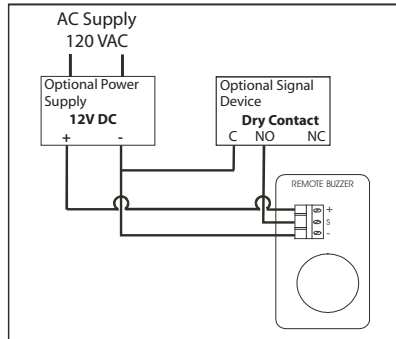 AC Supply
120 VAC
Optional Power
Supply
12V DC
+ -
Optional Signal
Device
Dry Contact
C NO NC
REMOTE BUZZER
+
S
-